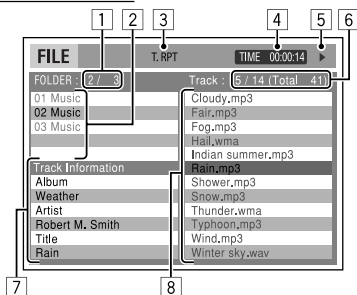 1 2 3 4 5
FILE T. RPT TIME 00:00:14
6
FOLDER : 2 / 3 Track : 5 / 14 (Total 41)
01 Music
02 Music
03 Music
Cloudy.mp3
Fair.mp3
Fog.mp3
Hail.wma
Indian summer.mp3
Rain.mp3
Shower.mp3
Snow.mp3
Thunder.wma
Typhoon.mp3
Wind.mp3
Winter sky.wav
Track Information
Album
Weather
Artist
Robert M. Smith
Title
Rain
7 8